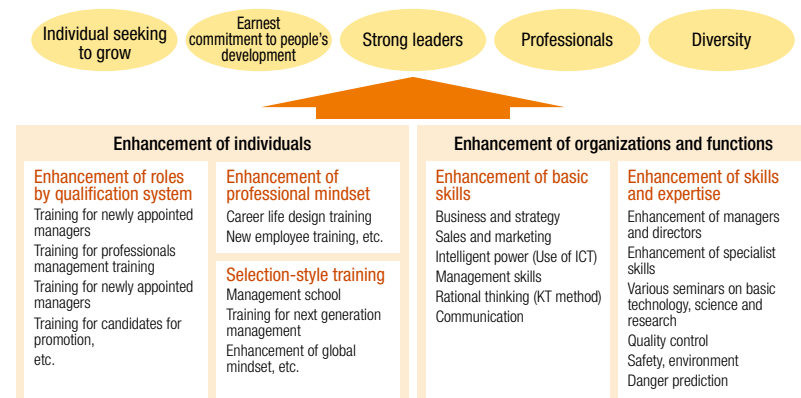 Individual seeking
to grow
Earnest
commitment to people's
development
Strong leaders
Professionals
Diversity
Enhancement of individuals
Enhancement of roles
by qualification system
Training for newly appointed
managers
Training for professionals
management training
Training for newly appointed
managers
Training for candidates for
promotion,
etc.
Enhancement of
professional mindset
Career life design training
New employee training, etc.
Selection-style training
Management school
Training for next generation
management
Enhancement of global
mindset, etc.
Enhancement of organizations and functions
Enhancement of basic
skills
Business and strategy
Sales and marketing
Intelligent power (Use of ICT)
Management skills
Rational thinking (KT method)
Communication
Enhancement of skills
and expertise
Enhancement of managers
and directors
Enhancement of specialist
skills
Various seminars on basic
technology, science and
research
Quality control
Safety, environment
Danger prediction